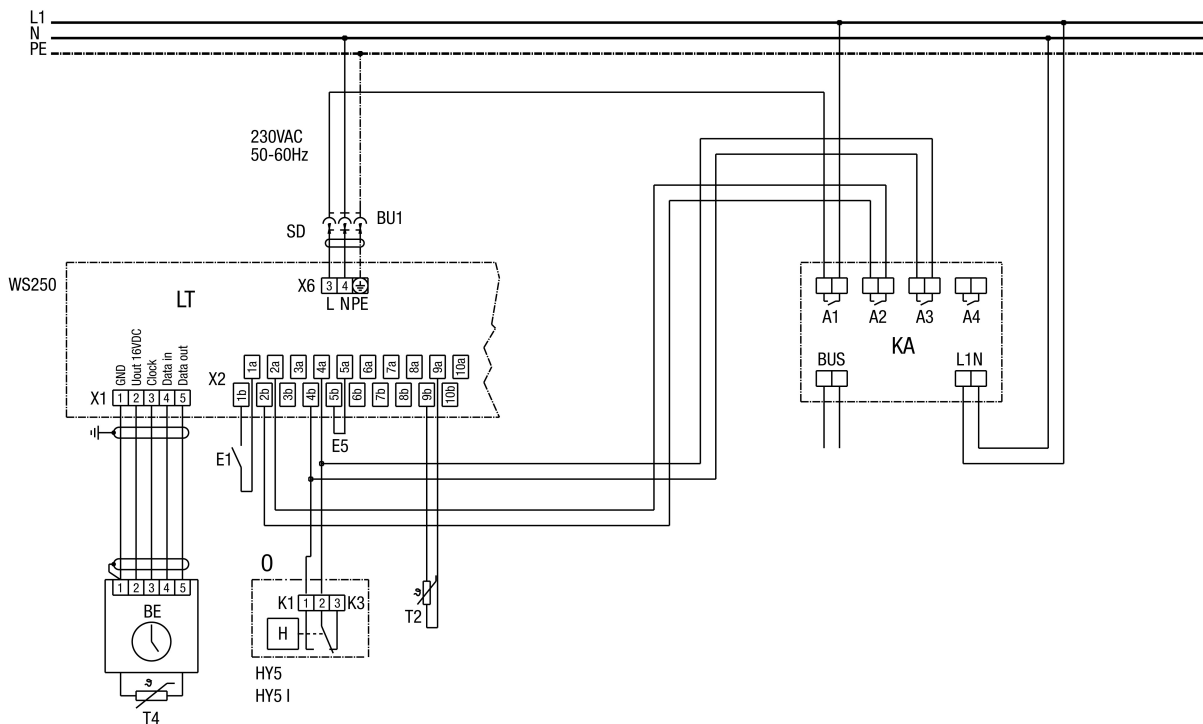 L1
N
PE
230VAC
50-60Hz
SD
BU1
WS250
LT
X6 3 4
L N PE
A1 A2 A3 A4
KA
BUS L1N
GND
Uout 16VDC
Clock
Data in
Data out
X1 1 2 3 4 5
X2
1a 2a 3a 4a 5a 6a 7a 8a 9a 10a
1b 2b 3b 4b 5b 6b 7b 8b 9b 10b
E1
E5
0
1 2 3 4 5
BE
K1 1 2 3 K3
H
HY5
HY5 I
ϑ
T2
ϑ
T4